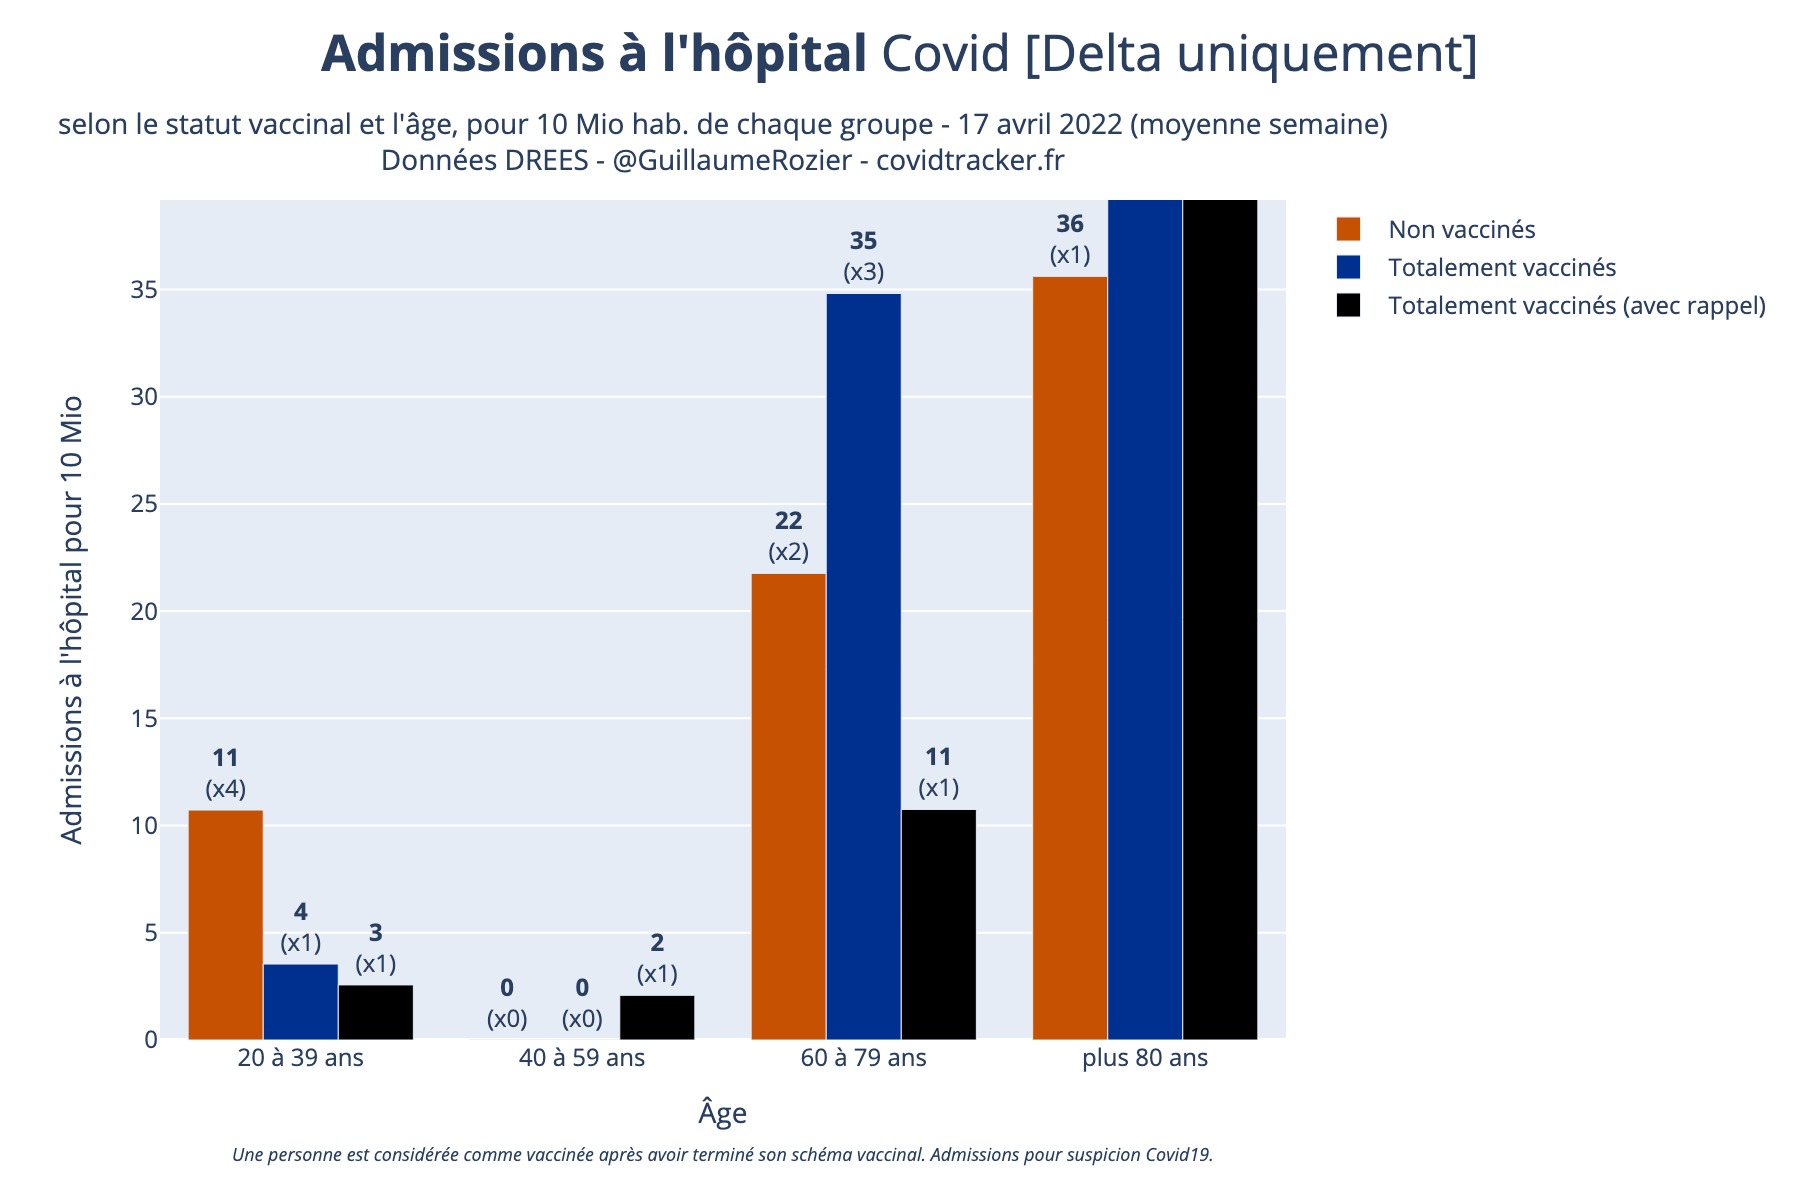 Admissions à l'hôpital Covid [Delta uniquement]
selon le statut vaccinal et l'âge, pour 10 Mio hab. de chaque groupe - 17 avril 2022 (moyenne semaine)
Données DREES - @GuillaumeRozier - covidtracker.fr
Non vaccinés
Totalement vaccinés
Totalement vaccinés (avec rappel)
Admissions à l'hôpital pour 10 Mio
35
30
25
20
15
10
5
0
11
(x4)
4
(x1)
3
(x1)
0
(x0)
0
(x0)
2
(x1)
22
(x2)
35
(x3)
11
(x1)
36
(x1)
20 à 39 ans
40 à 59 ans
60 à 79 ans
plus 80 ans
Âge
Une personne est considérée comme vaccinée après avoir terminé son schéma vaccinal. Admissions pour suspicion Covid19.